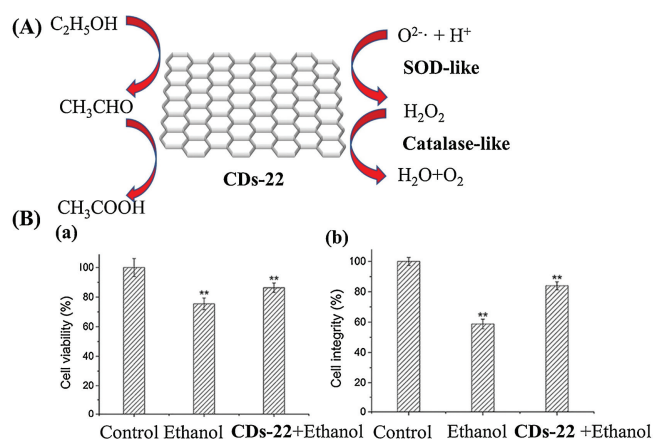 (A)
C₂H₅OH
CH₃CHO
CH₃COOH
CDs-22
O²⁻· + H⁺
SOD-like
H₂O₂
Catalase-like
H₂O+O₂
(B)
(a)
Cell viability (%)
100
80
60
40
20
0
**
**
Control Ethanol CDs-22+Ethanol
(b)
Cell integrity (%)
100
80
60
40
20
0
**
**
Control Ethanol CDs-22 +Ethanol